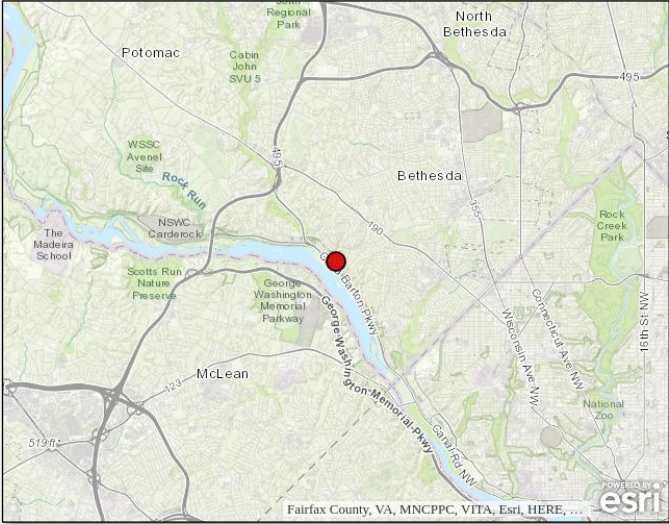 South
Regional
Park
North
Bethesda
Potomac
Cabin
John
SVU 5
495
WSSC
Avenel
Site
Rock Run
495
Bethesda
355
190
NSWC
Carderock
The
Madeira
School
Rock
Creek
Park
Scotts Run
Nature
Preserve
George
Washington
Memorial
Parkway
Clara Barton Pkwy
George Washington Memorial Pkwy
McLean
123
Wisconsin Ave NW
Connecticut Ave NW
16th St NW
National
Zoo
Canal Rd NW
519 ft
POWERED BY
esri
Fairfax County, VA, MNCPPC, VITA, Esri, HERE, ...